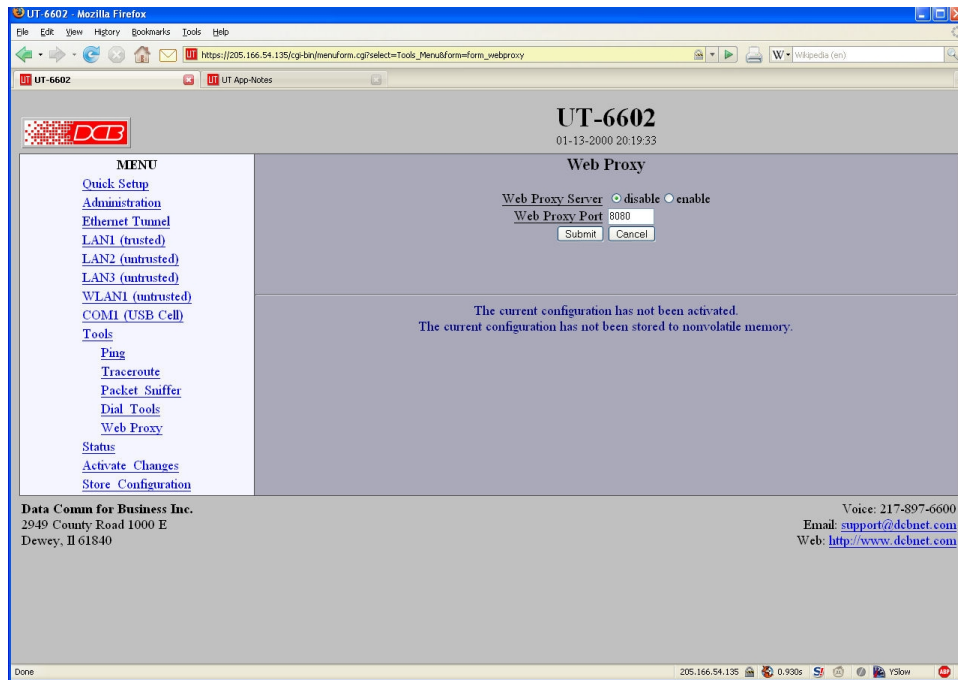 UT-6602 - Mozilla Firefox
File Edit View History Bookmarks Tools Help
UT https://205.166.54.135/cgi-bin/menuform.cgi?select=Tools_Menu&form=form_webproxy W Wikipedia (en)
UT UT-6602 UT UT App-Notes
DCB
UT-6602
01-13-2000 20:19:33
MENU
Quick Setup
Administration
Ethernet Tunnel
LAN1 (trusted)
LAN2 (untrusted)
LAN3 (untrusted)
WLAN1 (untrusted)
COM1 (USB Cell)
Tools
Ping
Traceroute
Packet Sniffer
Dial Tools
Web Proxy
Status
Activate Changes
Store Configuration
Web Proxy
Web Proxy Server disable enable
Web Proxy Port 8080
Submit Cancel
The current configuration has not been activated.
The current configuration has not been stored to nonvolatile memory.
Data Comm for Business Inc.
2949 County Road 1000 E
Dewey, Il 61840
Voice: 217-897-6600
Email: support@dcbnet.com
Web: http://www.dcbnet.com
Done 205.166.54.135 0.930s S YSlow ABP